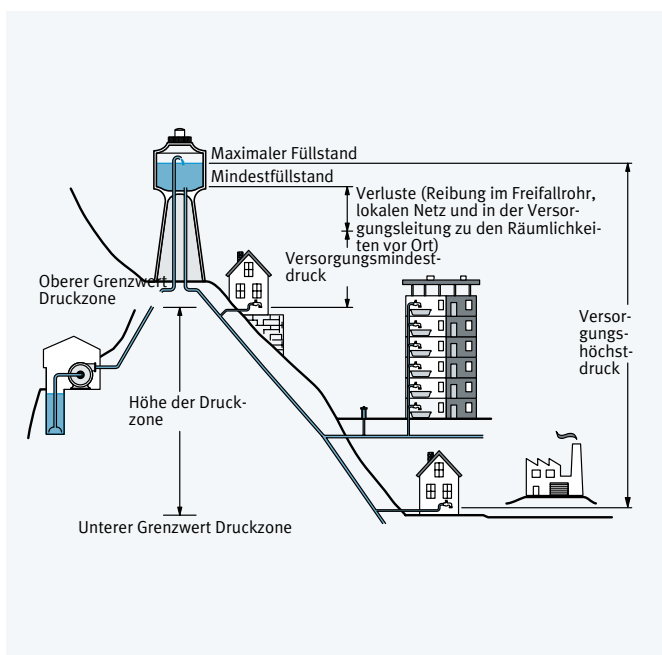 Maximaler Füllstand
Mindestfüllstand
Verluste (Reibung im Freifallrohr,
lokalen Netz und in der Versor-
gungsleitung zu den Räumlichkei-
ten vor Ort)
Versorgungsmindest-
druck
Oberer Grenzwert
Druckzone
Versor-
gungs-
höchst-
druck
Höhe der Druck-
zone
Unterer Grenzwert Druckzone